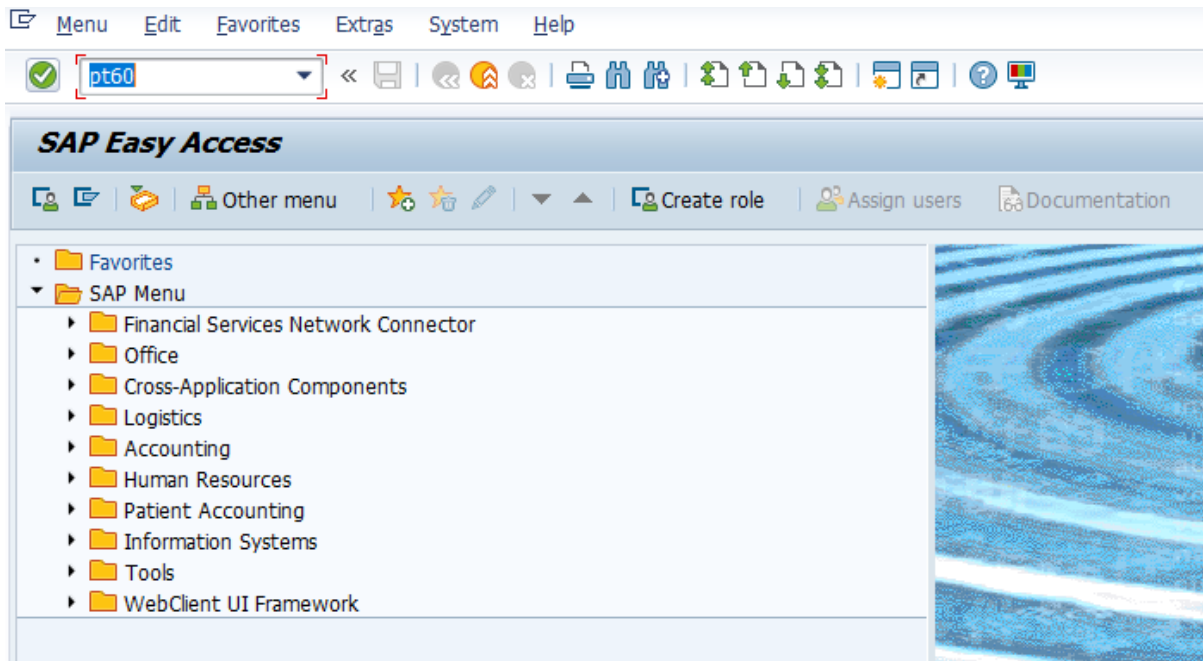 Menu Edit Favorites Extras System Help
pt60
SAP Easy Access
Other menu Create role Assign users Documentation
Favorites
SAP Menu
Financial Services Network Connector
Office
Cross-Application Components
Logistics
Accounting
Human Resources
Patient Accounting
Information Systems
Tools
WebClient UI Framework